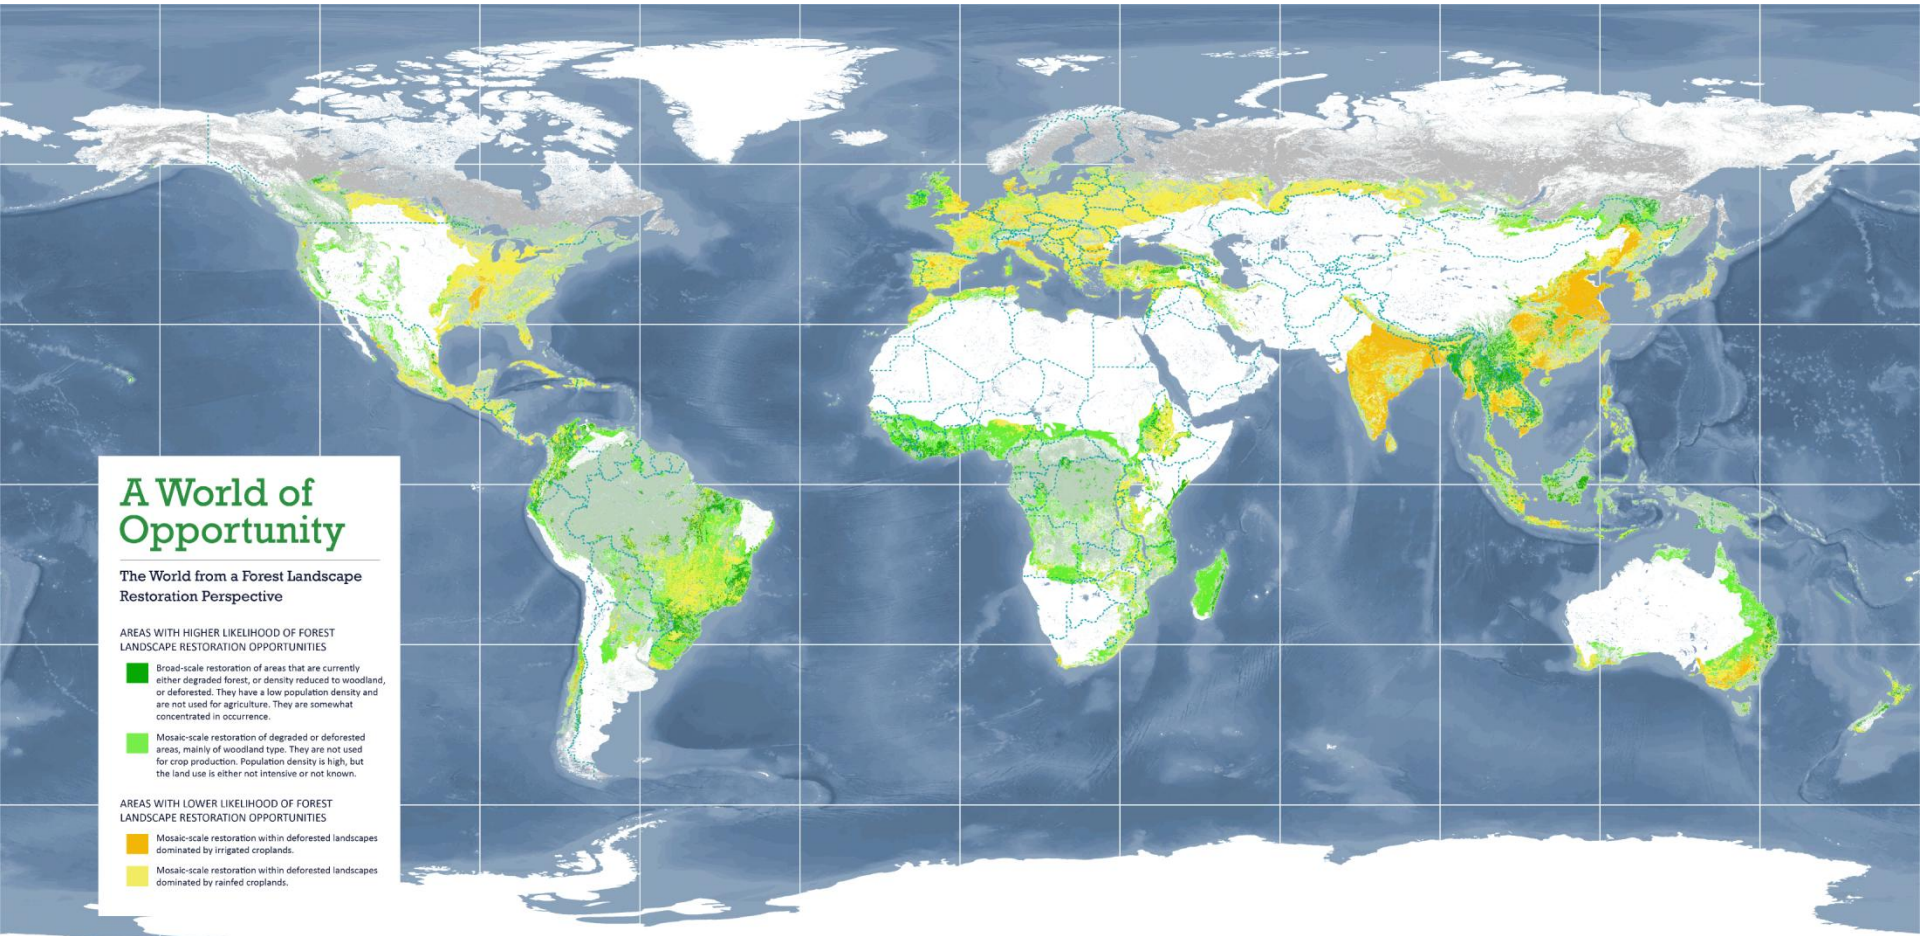 A World of
Opportunity
The World from a Forest Landscape
Restoration Perspective
AREAS WITH HIGHER LIKELIHOOD OF FOREST
LANDSCAPE RESTORATION OPPORTUNITIES
Broad-scale restoration of areas that are currently
either degraded forest, or density reduced to woodland,
or deforested. They have a low population density and
are not used for agriculture. They are somewhat
concentrated in occurrence.
Mosaic-scale restoration of degraded or deforested
areas, mainly of woodland type. They are not used
for crop production. Population density is high, but
the land use is either not intensive or not known.
AREAS WITH LOWER LIKELIHOOD OF FOREST
LANDSCAPE RESTORATION OPPORTUNITIES
Mosaic-scale restoration within deforested landscapes
dominated by irrigated croplands.
Mosaic-scale restoration within deforested landscapes
dominated by rainfed croplands.